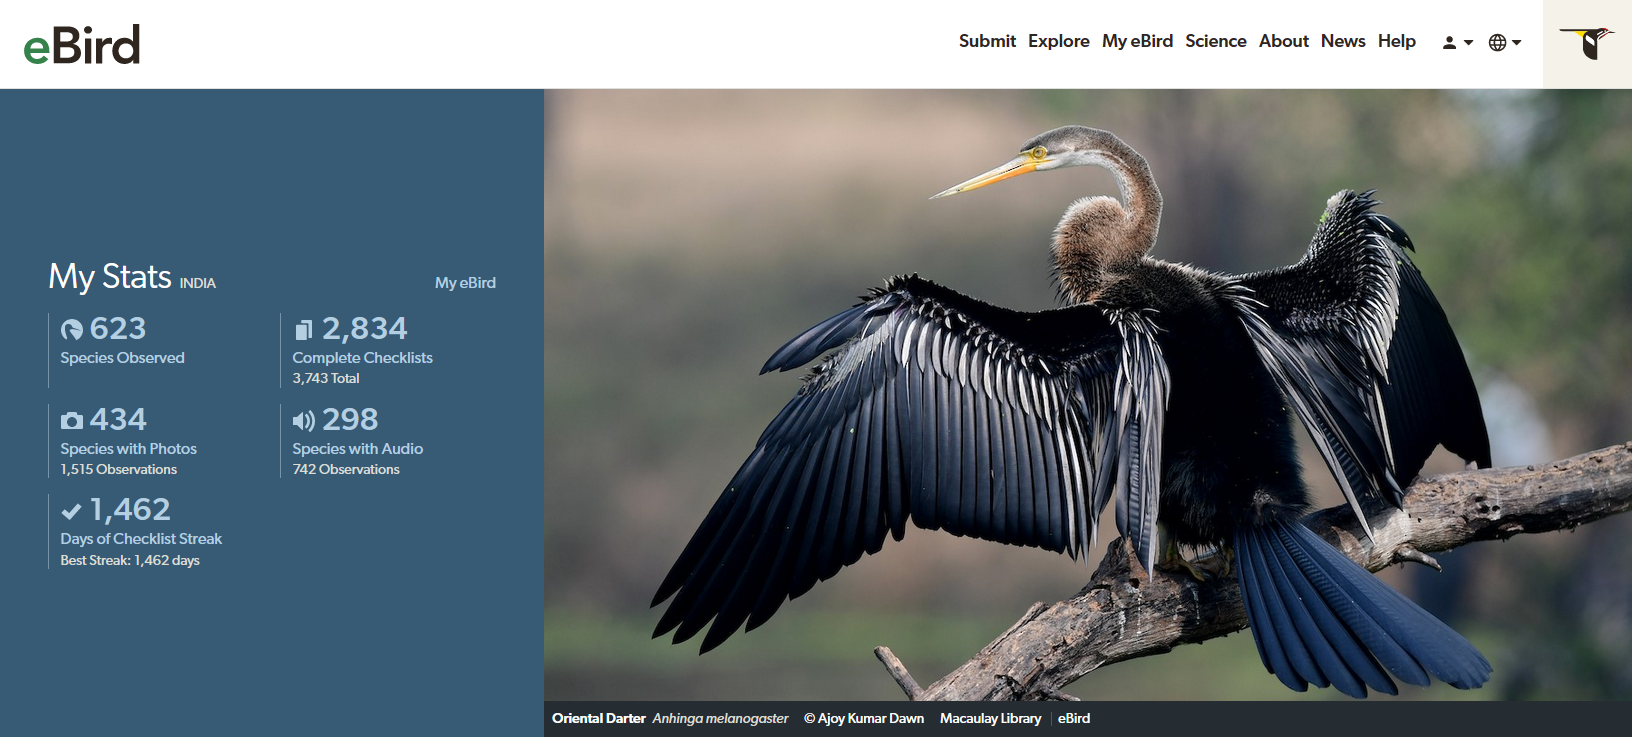 eBird
Submit Explore My eBird Science About News Help
My Stats INDIA My eBird
623
Species Observed
2,834
Complete Checklists
3,743 Total
434
Species with Photos
1,515 Observations
298
Species with Audio
742 Observations
1,462
Days of Checklist Streak
Best Streak: 1,462 days
Oriental Darter Anhinga melanogaster © Ajoy Kumar Dawn Macaulay Library eBird